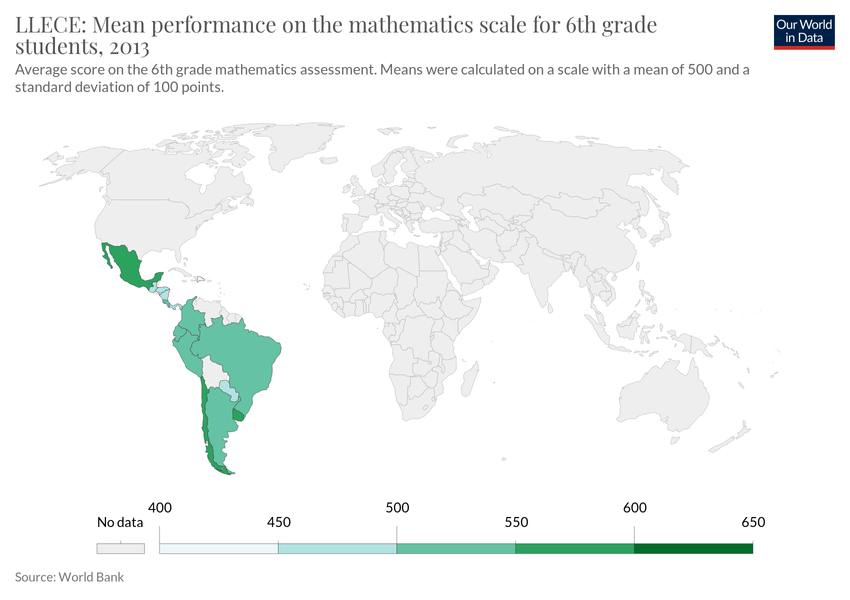 LLECE: Mean performance on the mathematics scale for 6th grade
students, 2013
Our World
in Data
Average score on the 6th grade mathematics assessment. Means were calculated on a scale with a mean of 500 and a
standard deviation of 100 points.
400
500
600
No data
450
550
650
Source: World Bank